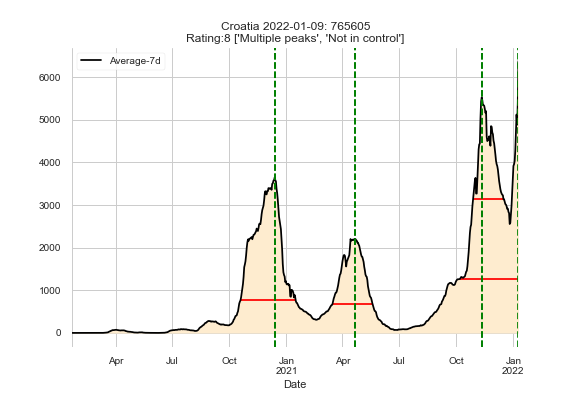 Croatia 2022-01-09: 765605
Rating:8 ['Multiple peaks', 'Not in control']
Average-7d
6000
5000
4000
3000
2000
1000
0
Apr
Jul
Oct
Jan
2021
Apr
Jul
Oct
Jan
2022
Date